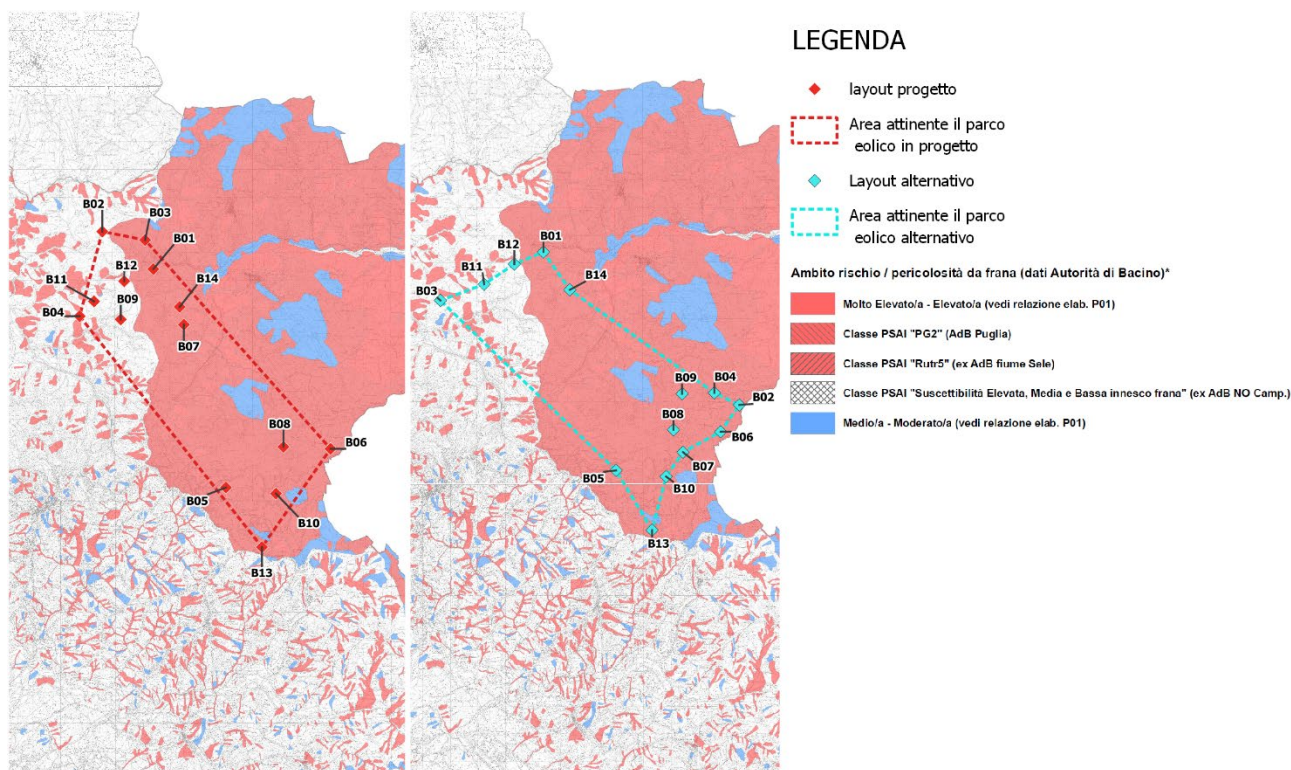 B02
B03
B01
B12
B14
B11
B09
B04
B07
B08
B06
B05
B10
B13
B01
B12
B11
B14
B03
B09
B04
B02
B08
B06
B07
B05
B10
B13
LEGENDA
layout progetto
Area attinente il parco
eolico in progetto
Layout alternativo
Area attinente il parco
eolico alternativo
Ambito rischio / pericolosità da frana (dati Autorità di Bacino)*
Molto Elevato/a - Elevato/a (vedi relazione elab. P01)
Classe PSAI "PG2" (AdB Puglia)
Classe PSAI "Rutr5" (ex AdB fiume Sele)
Classe PSAI "Suscettibilità Elevata, Media e Bassa innesco frana" (ex AdB NO Camp.)
Medio/a - Moderato/a (vedi relazione elab. P01)